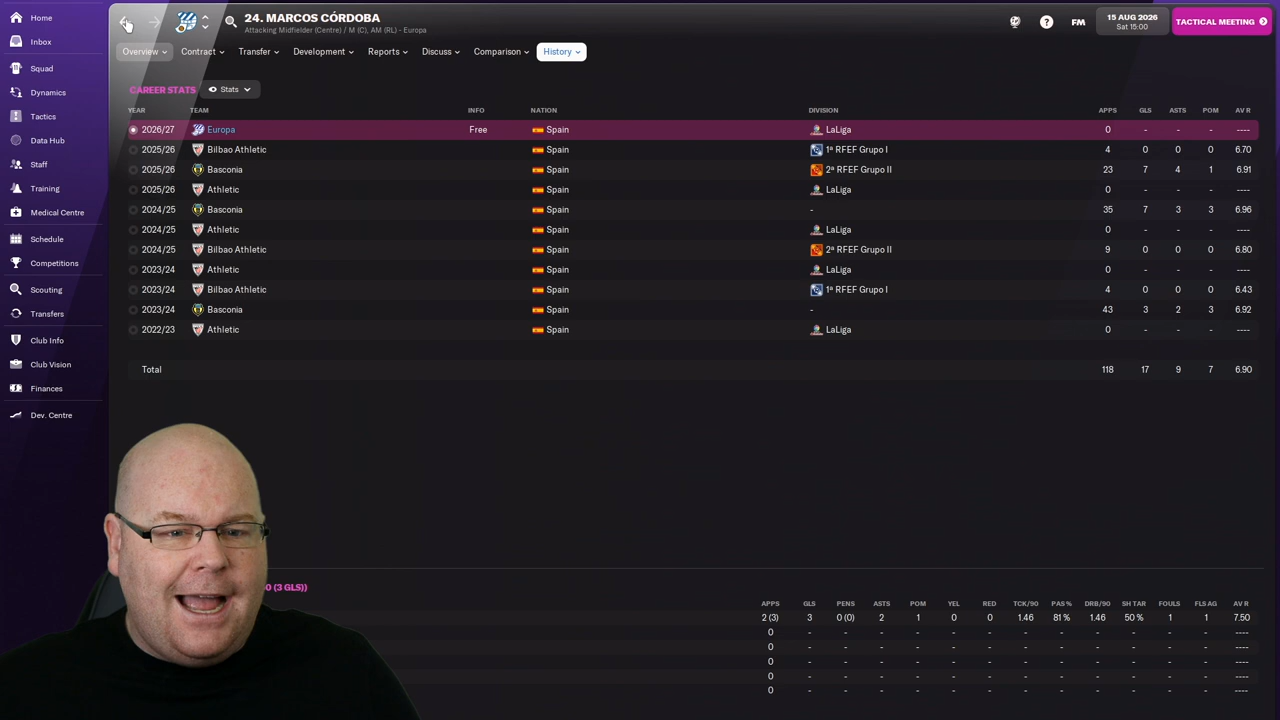 Home
Inbox
Squad
Dynamics
Tactics
Data Hub
Staff
Training
Medical Centre
Schedule
Competitions
Scouting
Transfers
Club Info
Club Vision
Finances
Dev. Centre
24. MARCOS CÓRDOBA
Attacking Midfielder (Centre) / M (C), AM (RL) - Europa
? FM
15 AUG 2026
Sat 15:00
TACTICAL MEETING
Overview Contract Transfer Development Reports Discuss Comparison History
CAREER STATS Stats
YEAR TEAM INFO NATION DIVISION APPS GLS ASTS POM AV R
2026/27 Europa Free Spain LaLiga 0 - - - ----
2025/26 Bilbao Athletic Spain 1ª RFEF Grupo I 4 0 0 0 6.70
2025/26 Basconia Spain 2ª RFEF Grupo II 23 7 4 1 6.91
2025/26 Athletic Spain LaLiga 0 - - - ----
2024/25 Basconia Spain - 35 7 3 3 6.96
2024/25 Athletic Spain LaLiga 0 - - - ----
2024/25 Bilbao Athletic Spain 2ª RFEF Grupo II 9 0 0 0 6.80
2023/24 Athletic Spain LaLiga 0 - - - ----
2023/24 Bilbao Athletic Spain 1ª RFEF Grupo I 4 0 0 0 6.43
2023/24 Basconia Spain - 43 3 2 3 6.92
2022/23 Athletic Spain LaLiga 0 - - - ----
Total 118 17 9 7 6.90
0 (3 GLS))
APPS GLS PENS ASTS POM YEL RED TCK/90 PAS % DRB/90 SH TAR FOULS FLS AG AV R
2 (3) 3 0 (0) 2 1 0 0 1.46 81 % 1.46 50 % 1 1 7.50
0 - - - - - - - - - - - - ----
0 - - - - - - - - - - - - ----
0 - - - - - - - - - - - - ----
0 - - - - - - - - - - - - ----
0 - - - - - - - - - - - - ----